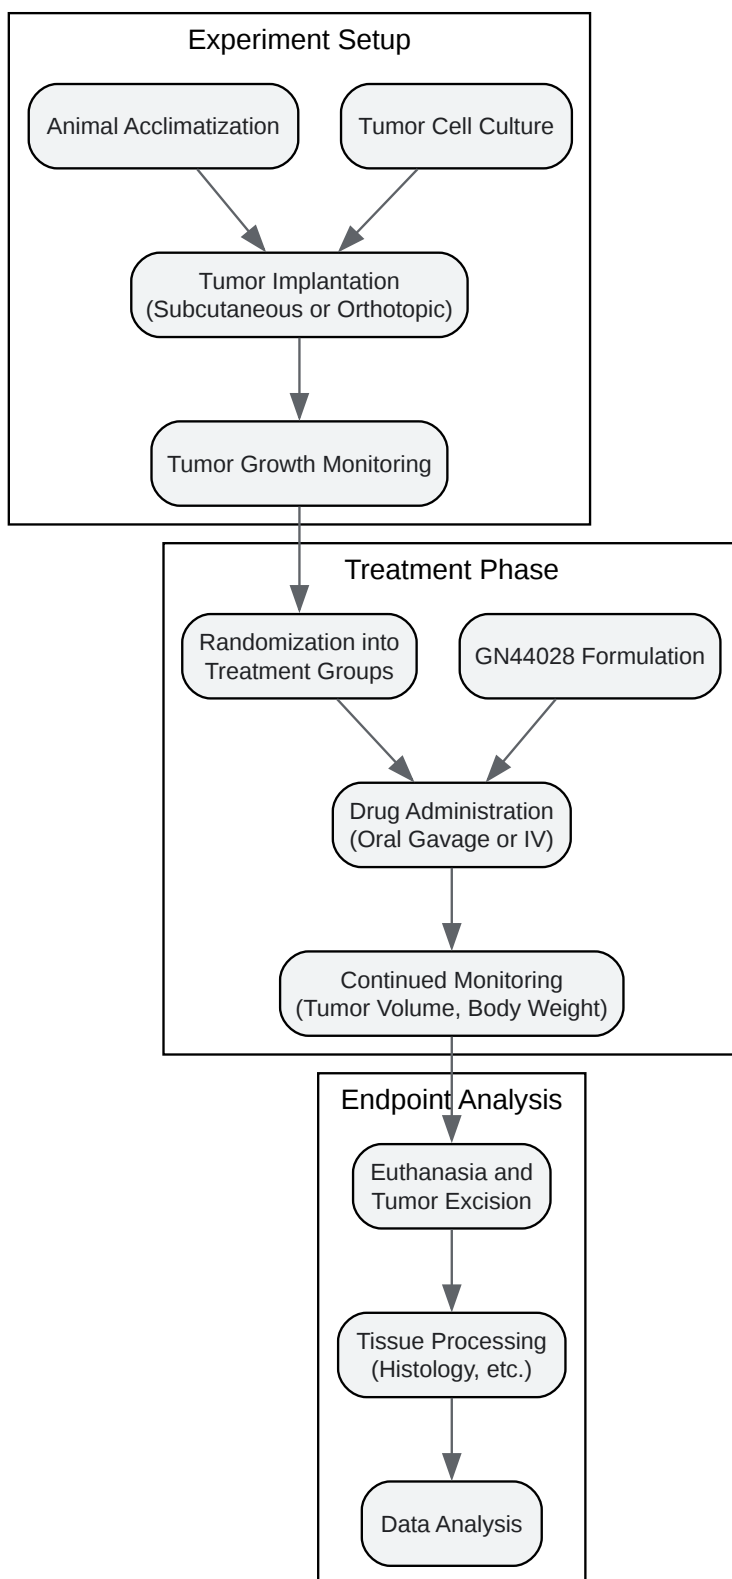 Experiment Setup
Animal Acclimatization
Tumor Cell Culture
Tumor Implantation
(Subcutaneous or Orthotopic)
Tumor Growth Monitoring
Treatment Phase
Randomization into
Treatment Groups
GN44028 Formulation
Drug Administration
(Oral Gavage or IV)
Continued Monitoring
(Tumor Volume, Body Weight)
Endpoint Analysis
Euthanasia and
Tumor Excision
Tissue Processing
(Histology, etc.)
Data Analysis